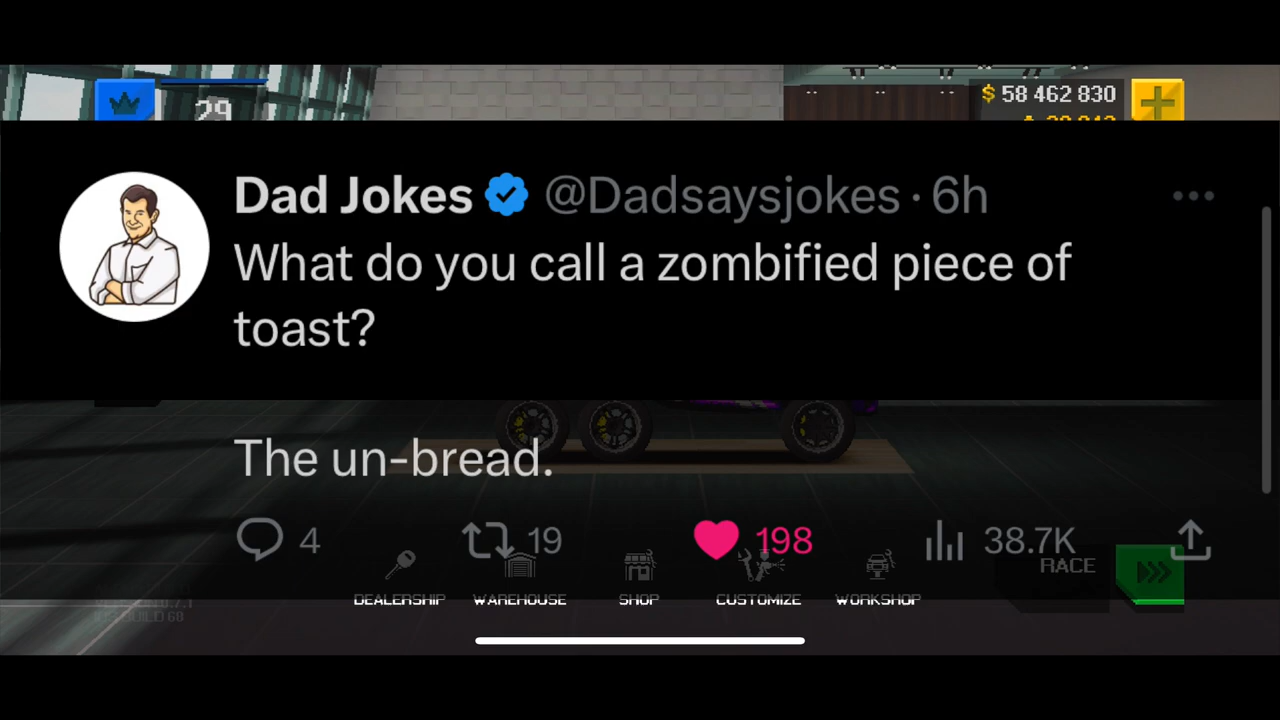 29
$ 58 462 830
Dad Jokes @Dadsaysjokes · 6h
What do you call a zombified piece of
toast?
The un-bread.
4 19 198 38.7K
RACE
DEALERSHIP WAREHOUSE SHOP CUSTOMIZE WORKSHOP